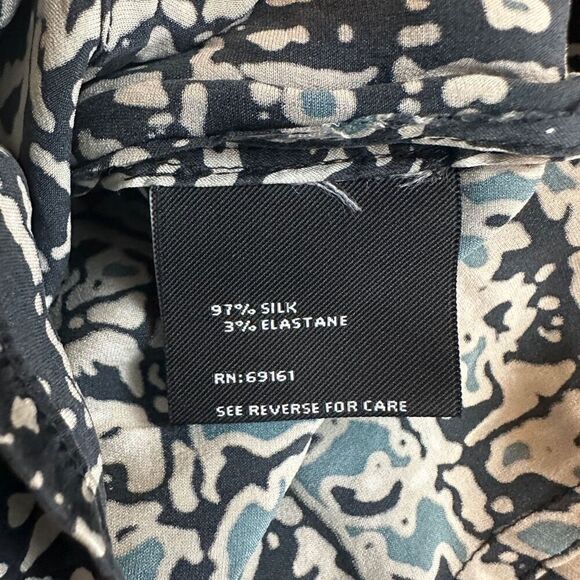 97% SILK
3% ELASTANE
RN:69161
SEE REVERSE FOR CARE